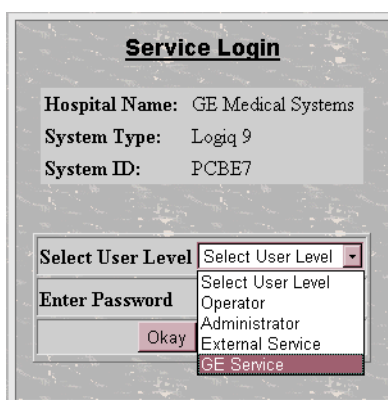 Service Login
Hospital Name: GE Medical Systems
System Type: Logiq 9
System ID: PCBE7
Select User Level Select User Level
Select User Level
Operator
Administrator
External Service
GE Service
Enter Password
Okay